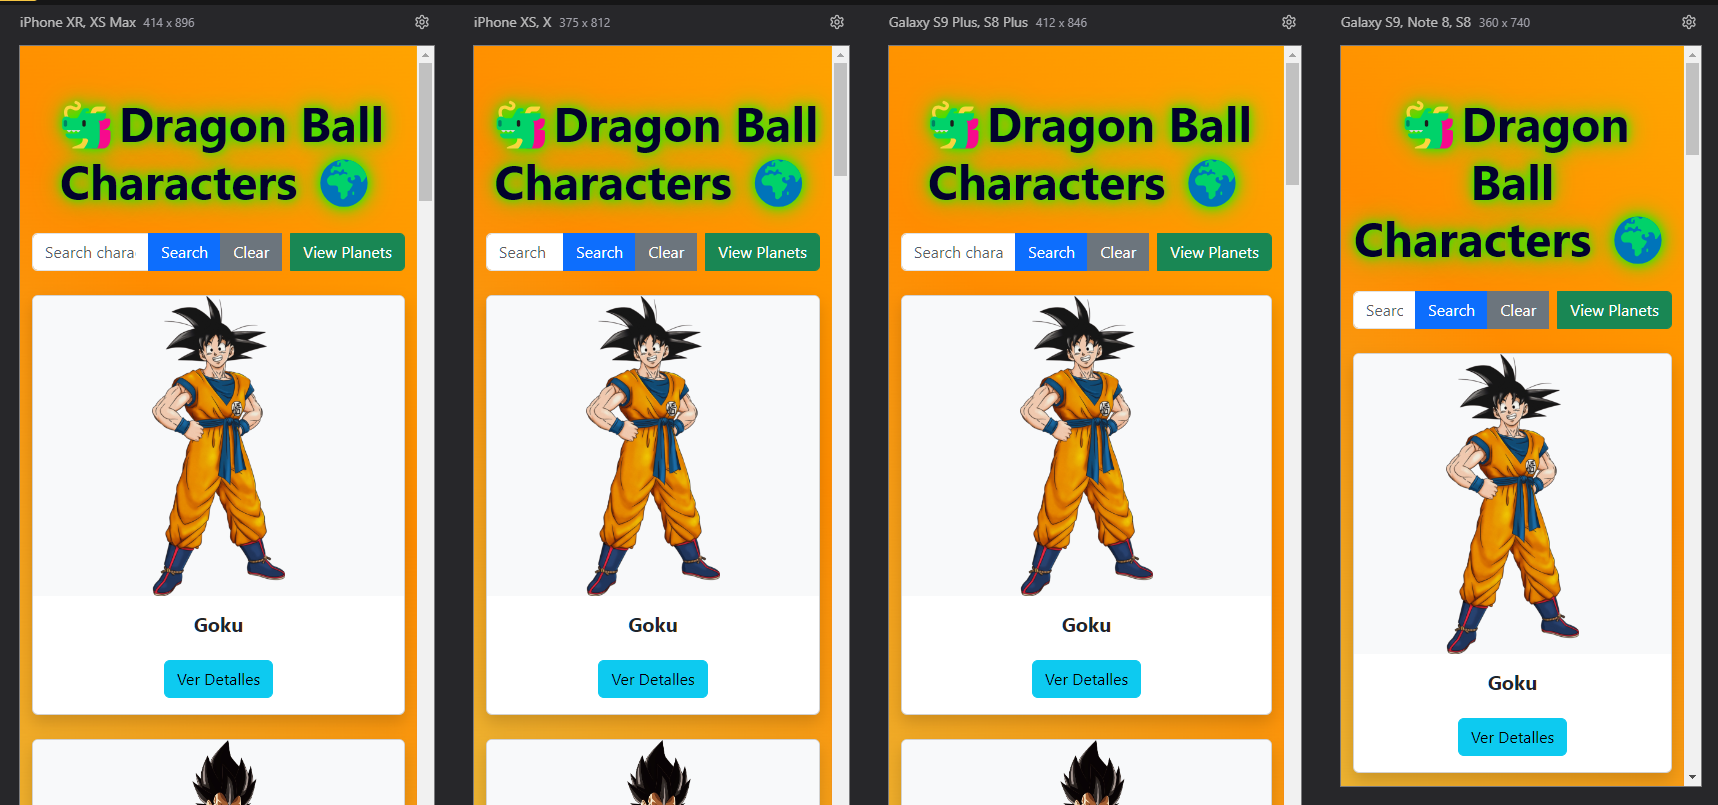 iPhone XR, XS Max 414 x 896
🐲Dragon Ball
Characters 🌍
Search chara
Search
Clear
View Planets
Goku
Ver Detalles
iPhone XS, X 375 x 812
🐲Dragon Ball
Characters 🌍
Search
Search
Clear
View Planets
Goku
Ver Detalles
Galaxy S9 Plus, S8 Plus 412 x 846
🐲Dragon Ball
Characters 🌍
Search chara
Search
Clear
View Planets
Goku
Ver Detalles
Galaxy S9, Note 8, S8 360 x 740
🐲Dragon
Ball
Characters 🌍
Searc
Search
Clear
View Planets
Goku
Ver Detalles